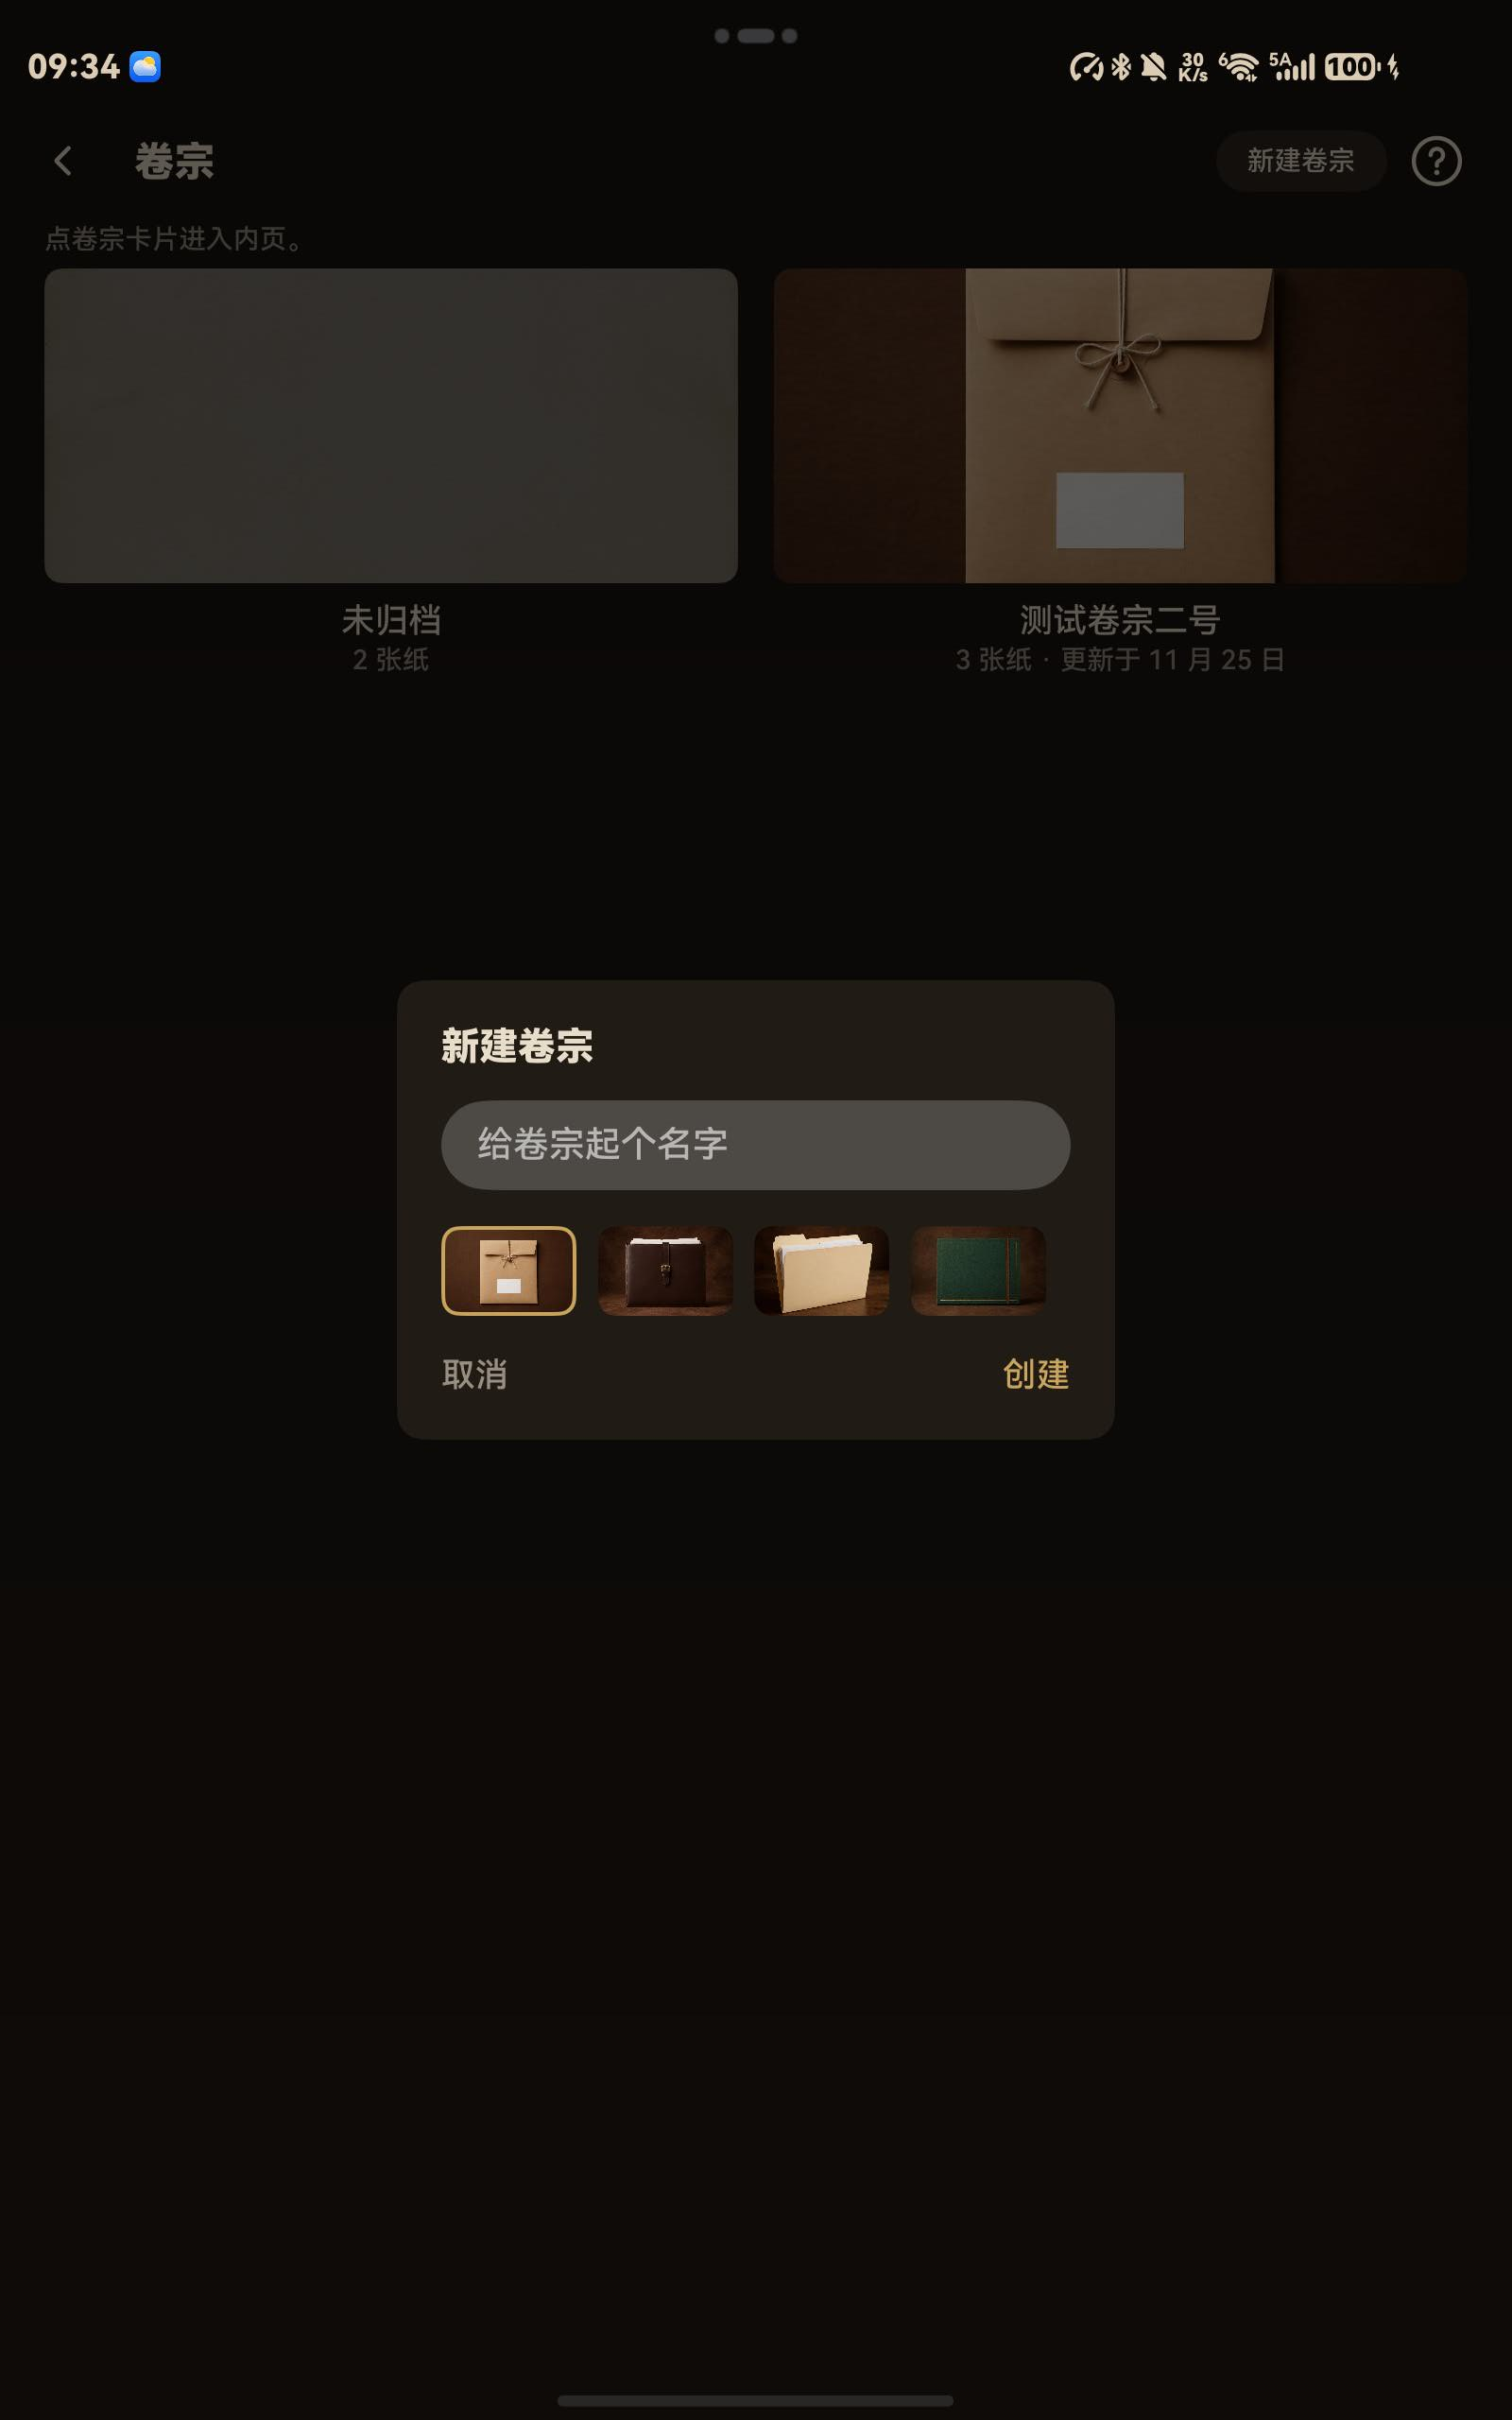 09:34
30 K/s
6
5A
100
卷宗
新建卷宗
点卷宗卡片进入内页。
未归档
2 张纸
测试卷宗二号
3 张纸 · 更新于 11 月 25 日
新建卷宗
给卷宗起个名字
取消
创建